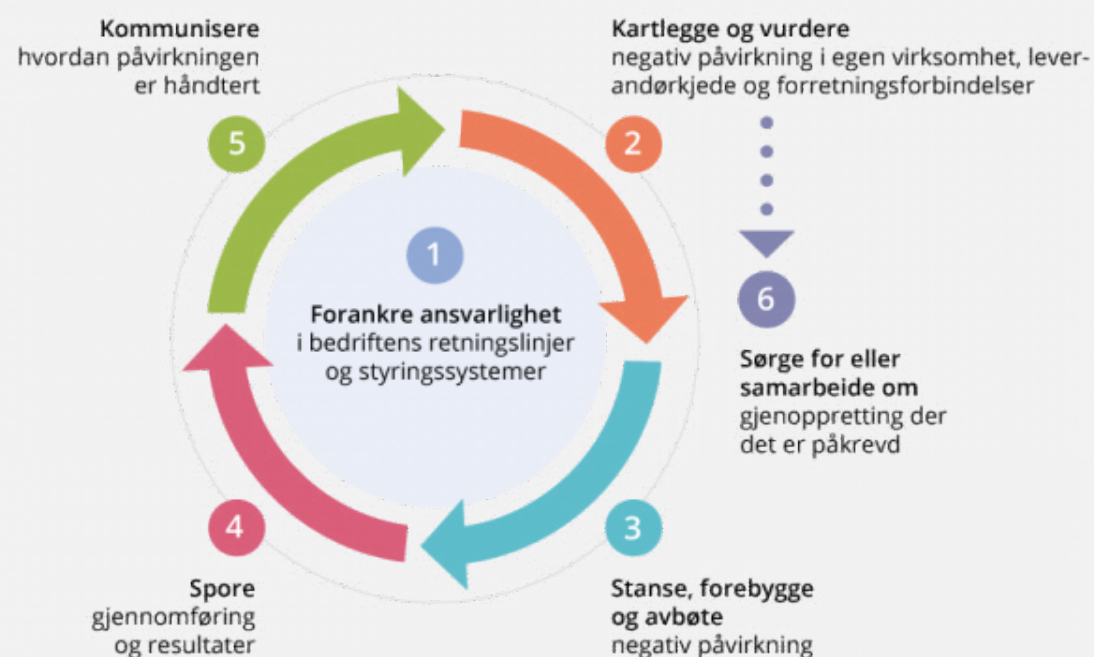 1
Forankre ansvarlighet
i bedriftens retningslinjer
og styringssystemer
2
Kartlegge og vurdere
negativ påvirkning i egen virksomhet, lever-
andørkjede og forretningsforbindelser
3
Stanse, forebygge
og avbøte
negativ påvirkning
4
Spore
gjennomføring
og resultater
5
Kommunisere
hvordan påvirkningen
er håndtert
6
Sørge for eller
samarbeide om
gjenoppretting der
det er påkrevd